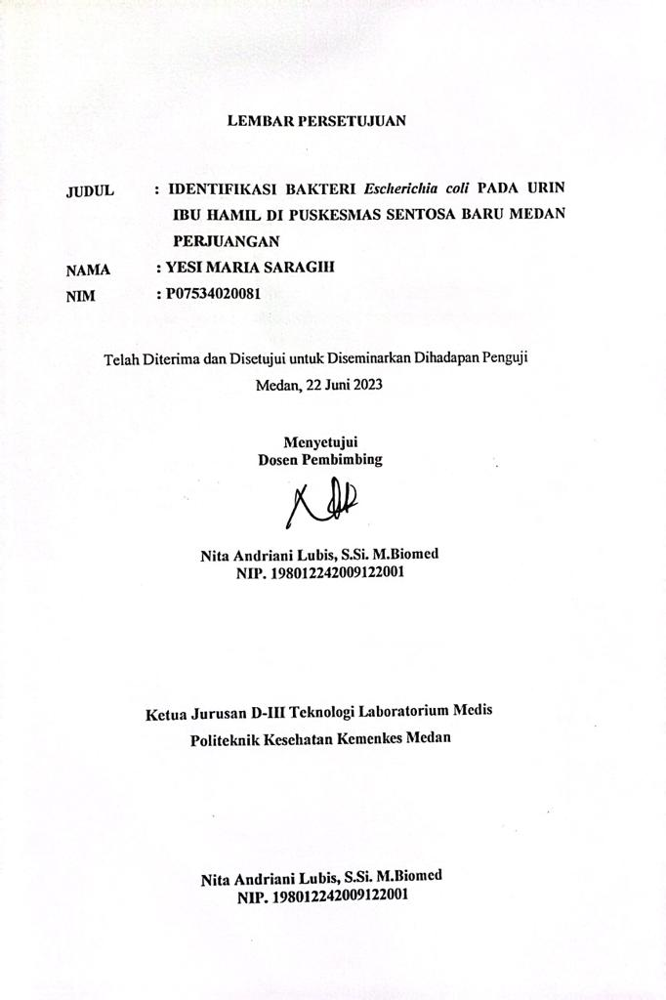 LEMBAR PERSETUJUAN
JUDUL : IDENTIFIKASI BAKTERI Escherichia coli PADA URIN
IBU HAMIL DI PUSKESMAS SENTOSA BARU MEDAN
PERJUANGAN
NAMA : YESI MARIA SARAGIH
NIM : P07534020081
Telah Diterima dan Disetujui untuk Diseminarkan Dihadapan Penguji
Medan, 22 Juni 2023
Menyetujui
Dosen Pembimbing
Nita Andriani Lubis, S.Si. M.Biomed
NIP. 198012242009122001
Ketua Jurusan D-III Teknologi Laboratorium Medis
Politeknik Kesehatan Kemenkes Medan
Nita Andriani Lubis, S.Si. M.Biomed
NIP. 198012242009122001